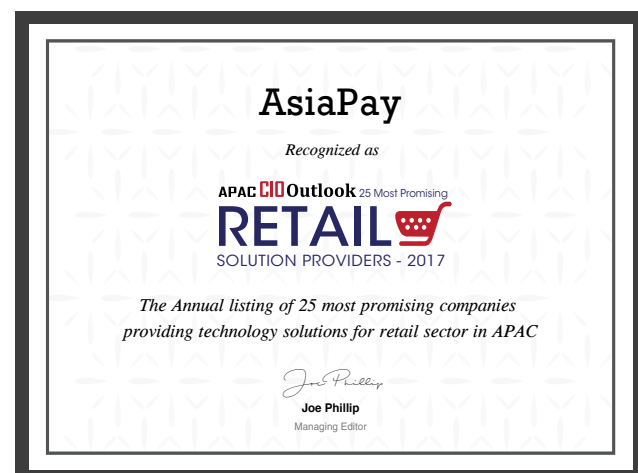 AsiaPay
Recognized as
APAC CIO Outlook 25 Most Promising
RETAIL
SOLUTION PROVIDERS - 2017
The Annual listing of 25 most promising companies
providing technology solutions for retail sector in APAC
Joe Phillip
Joe Phillip
Managing Editor